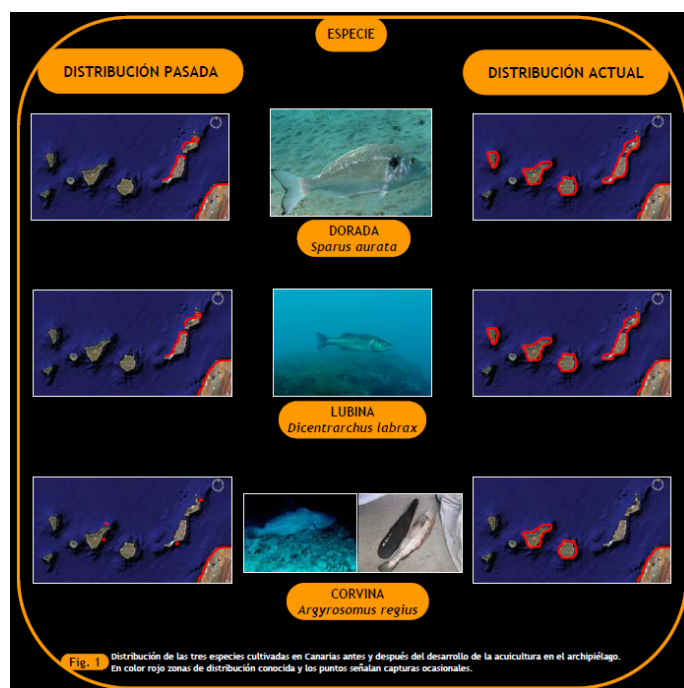 ESPECIE
DISTRIBUCIÓN PASADA
DISTRIBUCIÓN ACTUAL
DORADA
Sparus aurata
LUBINA
Dicentrarchus labrax
CORVINA
Argyrosomus regius
Fig. 1
Distribución de las tres especies cultivadas en Canarias antes y después del desarrollo de la acuicultura en el archipiélago.
En color rojo zonas de distribución conocida y los puntos señalan capturas ocasionales.